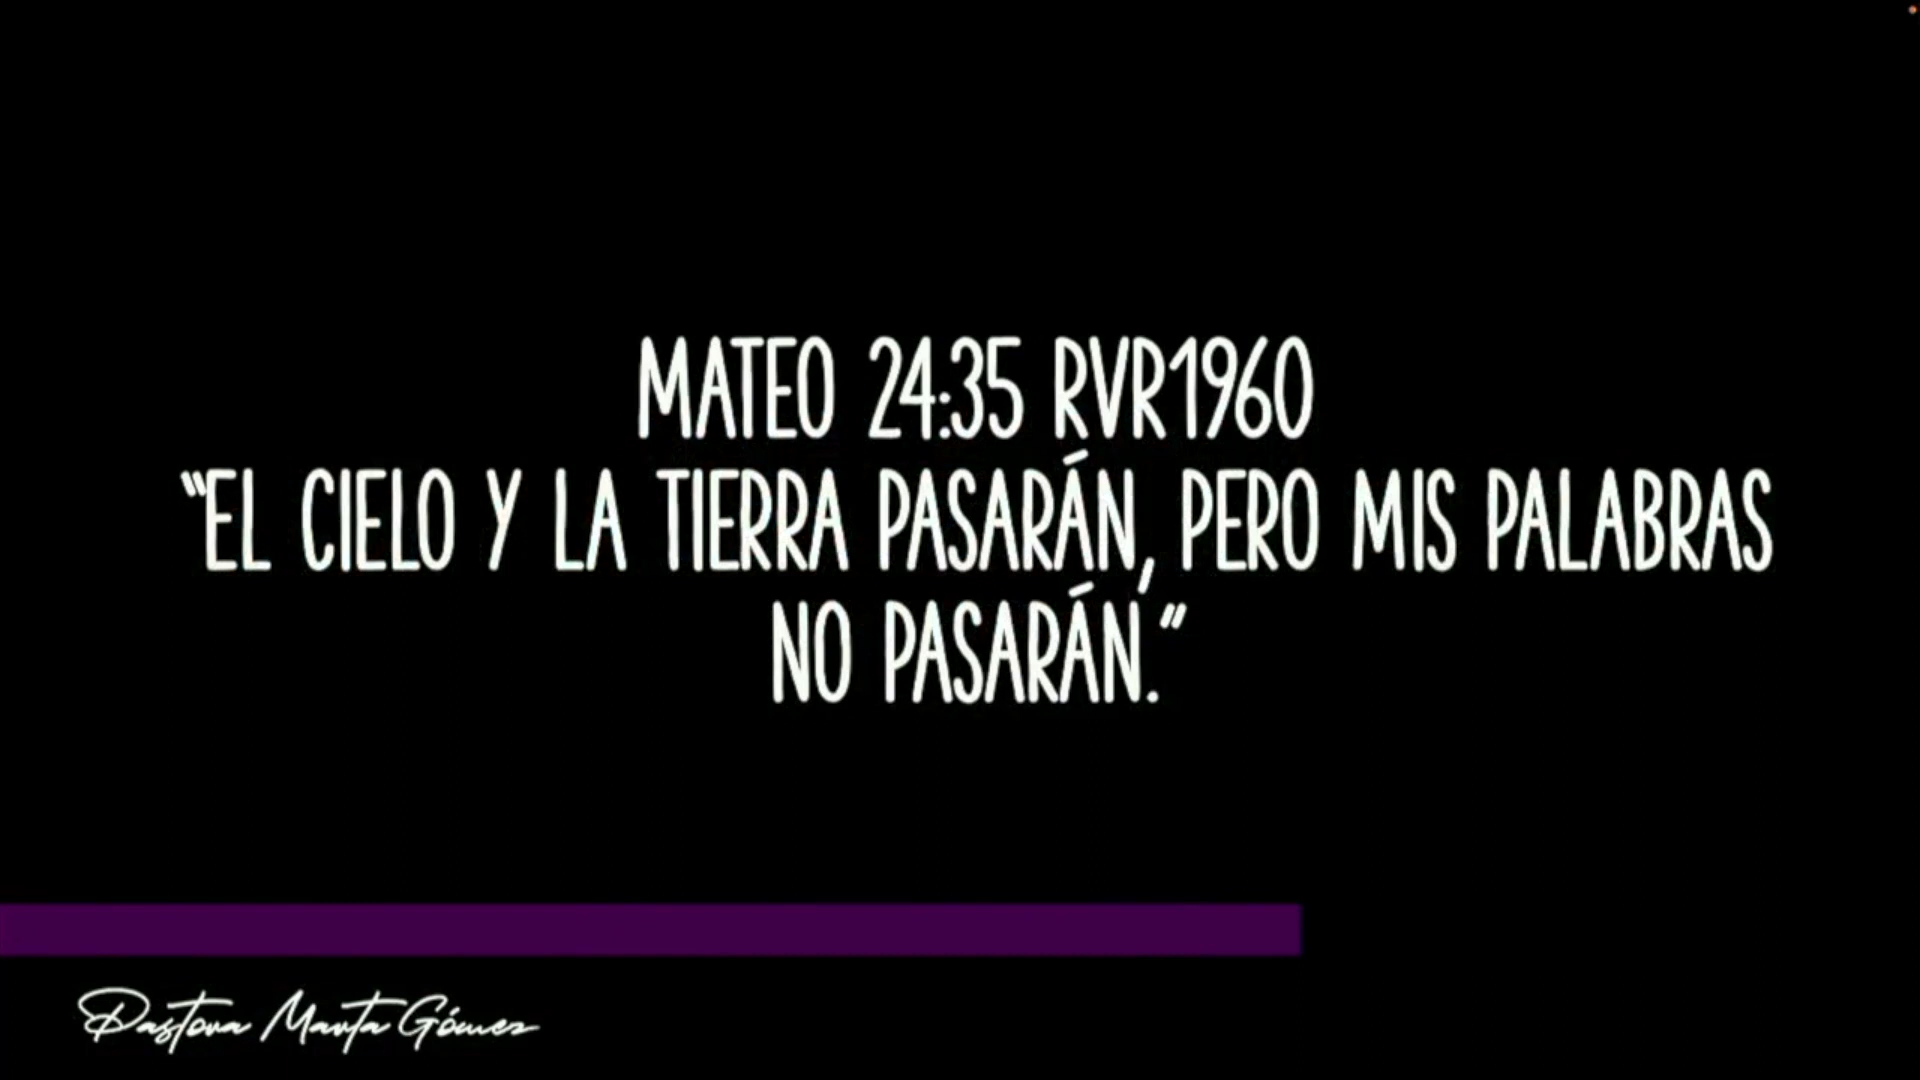 MATEO 24:35 RVR1960
“EL CIELO Y LA TIERRA PASARÁN, PERO MIS PALABRAS
NO PASARÁN.”
Pastora Marta Gómez